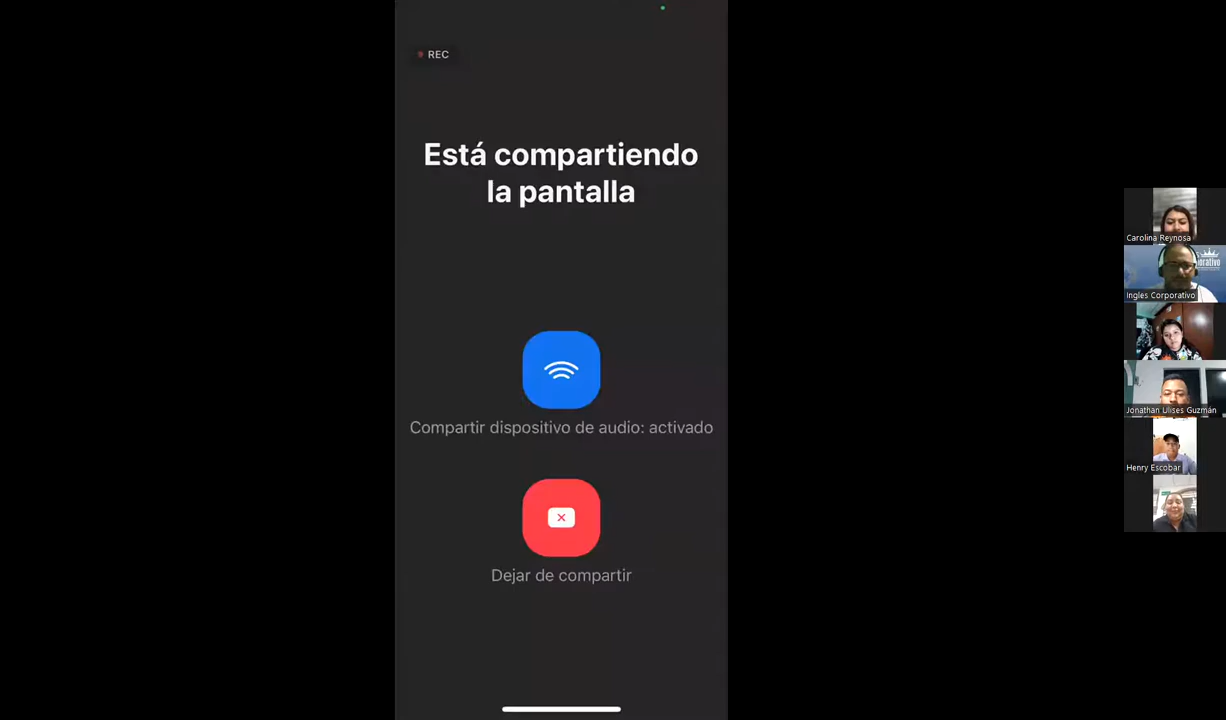 REC
Está compartiendo
la pantalla
Compartir dispositivo de audio: activado
Dejar de compartir
Carolina Reynosa
orativo
Ingles Corporativo
Jonathan Ulises Guzmán
Henry Escobar